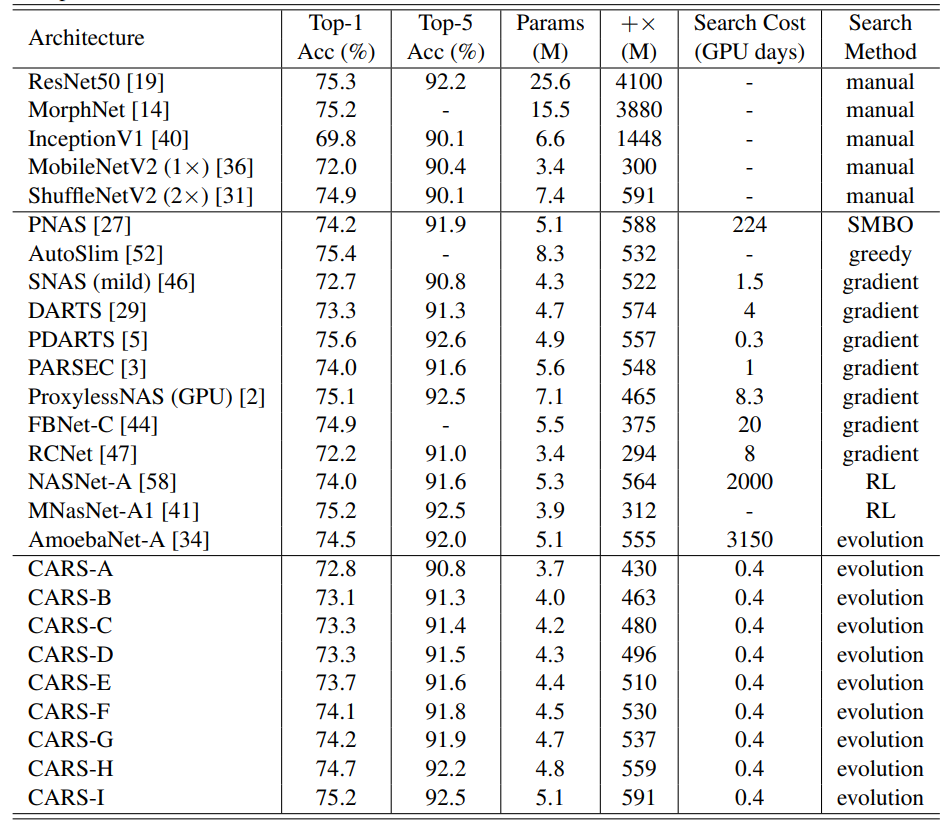 Architecture Top-1 Acc (%) Top-5 Acc (%) Params (M) +× (M) Search Cost (GPU days) Search Method
ResNet50 [19] 75.3 92.2 25.6 4100 - manual
MorphNet [14] 75.2 - 15.5 3880 - manual
InceptionV1 [40] 69.8 90.1 6.6 1448 - manual
MobileNetV2 (1×) [36] 72.0 90.4 3.4 300 - manual
ShuffleNetV2 (2×) [31] 74.9 90.1 7.4 591 - manual
PNAS [27] 74.2 91.9 5.1 588 224 SMBO
AutoSlim [52] 75.4 - 8.3 532 - greedy
SNAS (mild) [46] 72.7 90.8 4.3 522 1.5 gradient
DARTS [29] 73.3 91.3 4.7 574 4 gradient
PDARTS [5] 75.6 92.6 4.9 557 0.3 gradient
PARSEC [3] 74.0 91.6 5.6 548 1 gradient
ProxylessNAS (GPU) [2] 75.1 92.5 7.1 465 8.3 gradient
FBNet-C [44] 74.9 - 5.5 375 20 gradient
RCNet [47] 72.2 91.0 3.4 294 8 gradient
NASNet-A [58] 74.0 91.6 5.3 564 2000 RL
MNasNet-A1 [41] 75.2 92.5 3.9 312 - RL
AmoebaNet-A [34] 74.5 92.0 5.1 555 3150 evolution
CARS-A 72.8 90.8 3.7 430 0.4 evolution
CARS-B 73.1 91.3 4.0 463 0.4 evolution
CARS-C 73.3 91.4 4.2 480 0.4 evolution
CARS-D 73.3 91.5 4.3 496 0.4 evolution
CARS-E 73.7 91.6 4.4 510 0.4 evolution
CARS-F 74.1 91.8 4.5 530 0.4 evolution
CARS-G 74.2 91.9 4.7 537 0.4 evolution
CARS-H 74.7 92.2 4.8 559 0.4 evolution
CARS-I 75.2 92.5 5.1 591 0.4 evolution